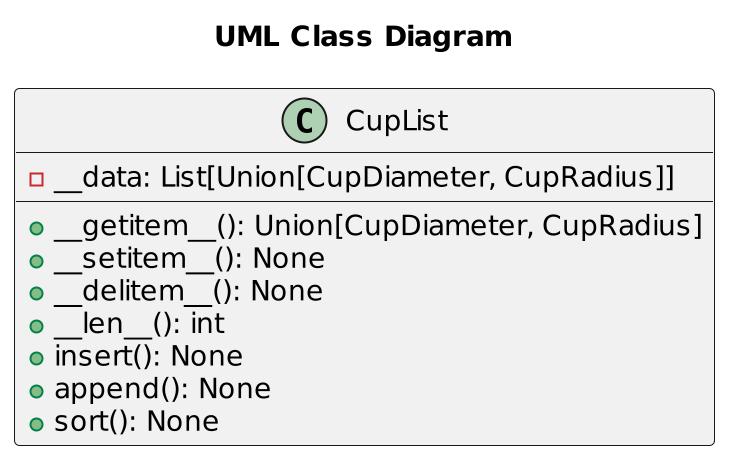 UML Class Diagram
C CupList
__data: List[Union[CupDiameter, CupRadius]]
__getitem__(): Union[CupDiameter, CupRadius]
__setitem__(): None
__delitem__(): None
__len__(): int
insert(): None
append(): None
sort(): None